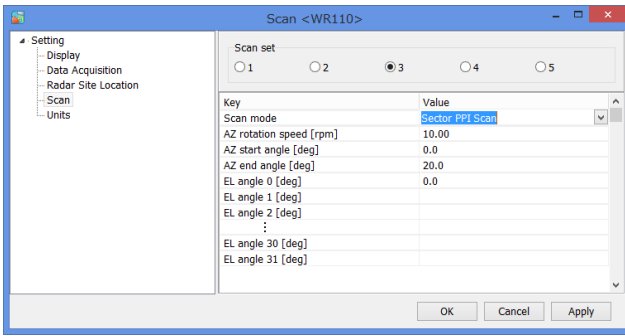 Scan <WR110>
Setting
Display
Data Acquisition
Radar Site Location
Scan
Units
Scan set
1 2 3 4 5
Key Value
Scan mode Sector PPI Scan
AZ rotation speed [rpm] 10.00
AZ start angle [deg] 0.0
AZ end angle [deg] 20.0
EL angle 0 [deg] 0.0
EL angle 1 [deg]
EL angle 2 [deg]
⋮
EL angle 30 [deg]
EL angle 31 [deg]
OK Cancel Apply